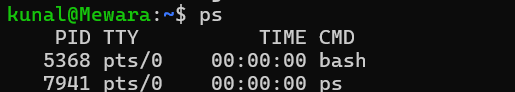 kunal@Mewara:~$ ps
    PID TTY          TIME CMD
   5368 pts/0    00:00:00 bash
   7941 pts/0    00:00:00 ps